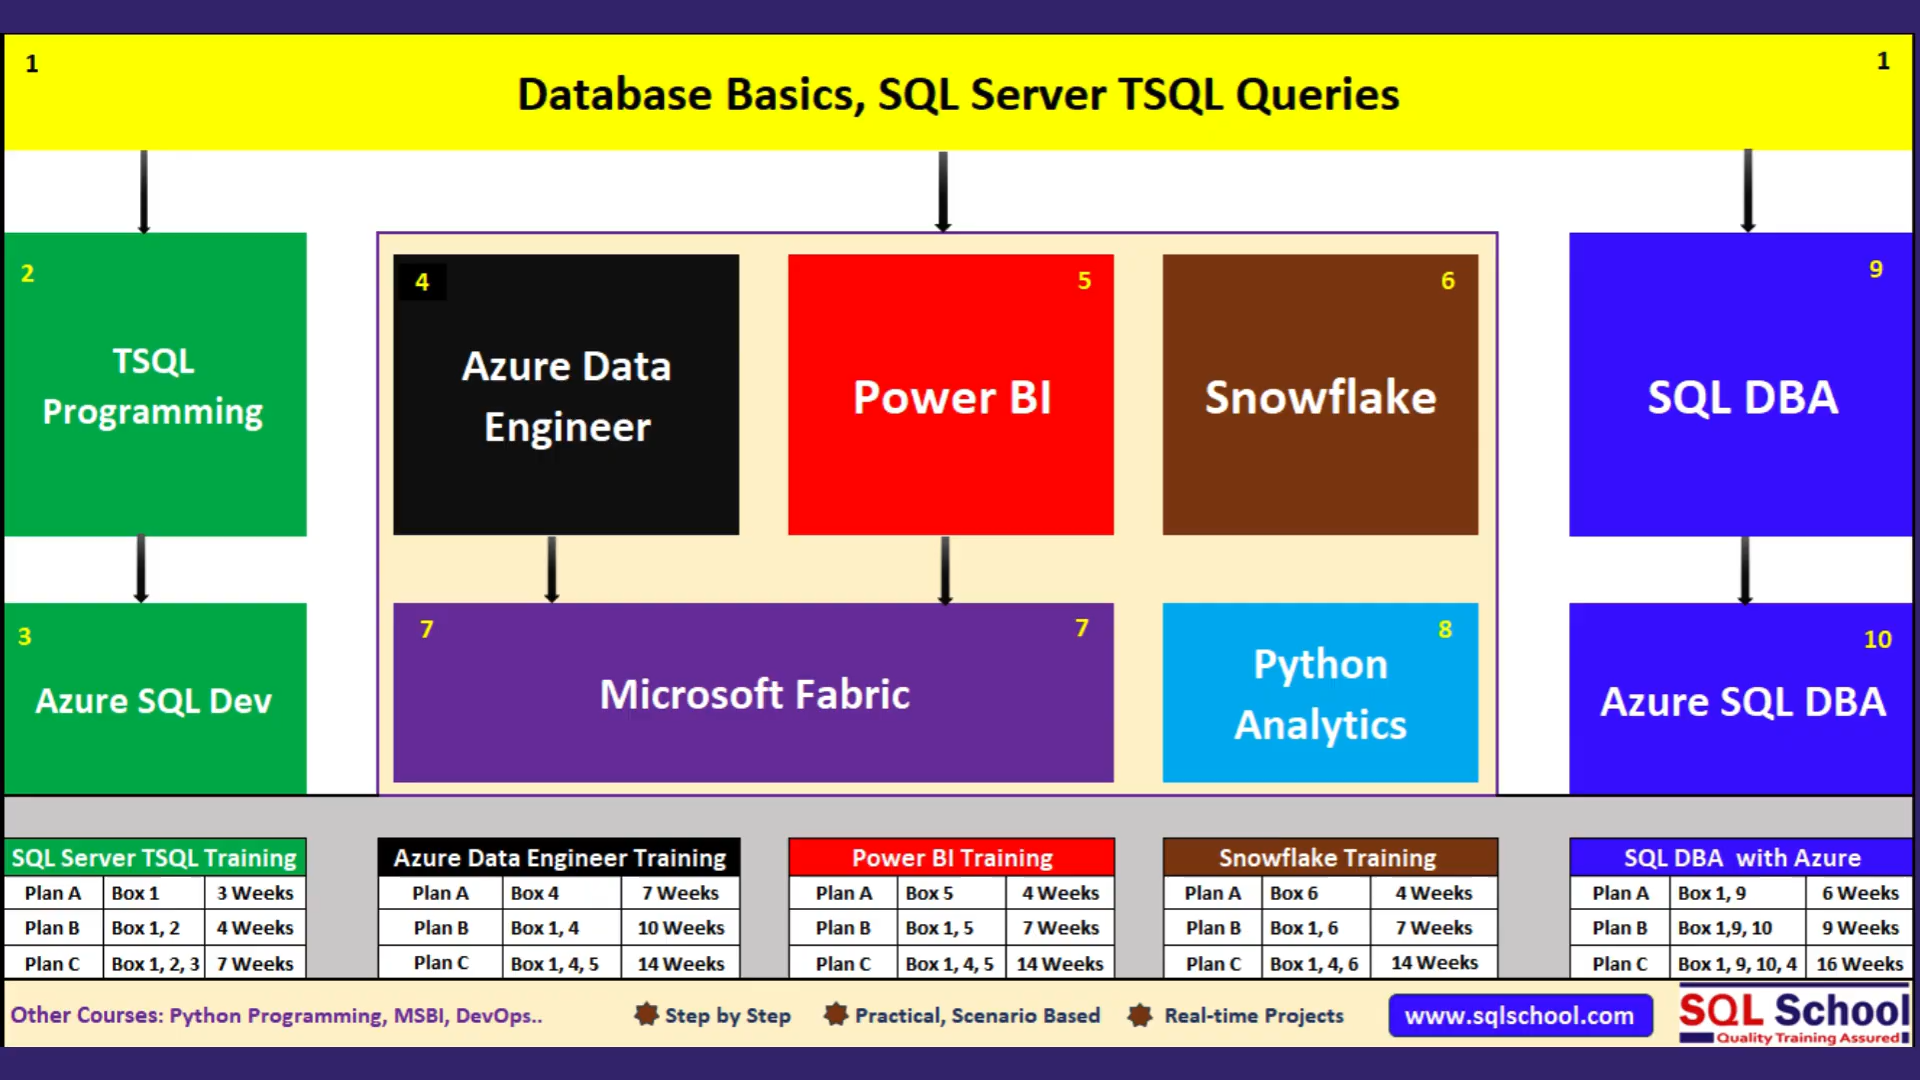 1
1
Database Basics, SQL Server TSQL Queries
2
TSQL
Programming
4
Azure Data
Engineer
5
Power BI
6
Snowflake
9
SQL DBA
3
Azure SQL Dev
7
7
Microsoft Fabric
8
Python
Analytics
10
Azure SQL DBA
SQL Server TSQL Training
Plan A Box 1 3 Weeks
Plan B Box 1, 2 4 Weeks
Plan C Box 1, 2, 3 7 Weeks
Azure Data Engineer Training
Plan A Box 4 7 Weeks
Plan B Box 1, 4 10 Weeks
Plan C Box 1, 4, 5 14 Weeks
Power BI Training
Plan A Box 5 4 Weeks
Plan B Box 1, 5 7 Weeks
Plan C Box 1, 4, 5 14 Weeks
Snowflake Training
Plan A Box 6 4 Weeks
Plan B Box 1, 6 7 Weeks
Plan C Box 1, 4, 6 14 Weeks
SQL DBA with Azure
Plan A Box 1, 9 6 Weeks
Plan B Box 1,9, 10 9 Weeks
Plan C Box 1, 9, 10, 4 16 Weeks
Other Courses: Python Programming, MSBI, DevOps..
Step by Step
Practical, Scenario Based
Real-time Projects
www.sqlschool.com
SQL School
Quality Training Assured